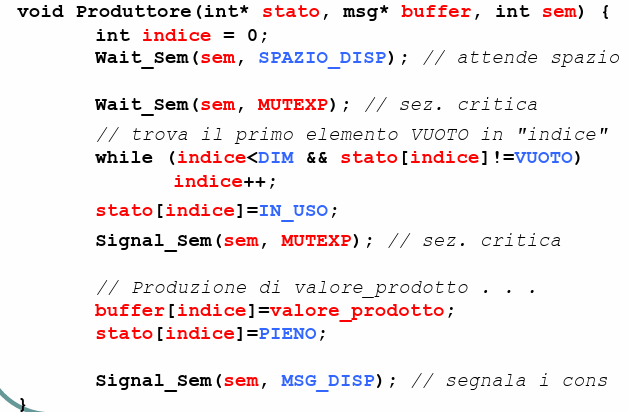 void Produttore(int* stato, msg* buffer, int sem) {
int indice = 0;
Wait_Sem(sem, SPAZIO_DISP); // attende spazio
Wait_Sem(sem, MUTEXP); // sez. critica
// trova il primo elemento VUOTO in "indice"
while (indice<DIM && stato[indice]!=VUOTO)
indice++;
stato[indice]=IN_USO;
Signal_Sem(sem, MUTEXP); // sez. critica
// Produzione di valore_prodotto . . .
buffer[indice]=valore_prodotto;
stato[indice]=PIENO;
Signal_Sem(sem, MSG_DISP); // segnala i cons
}